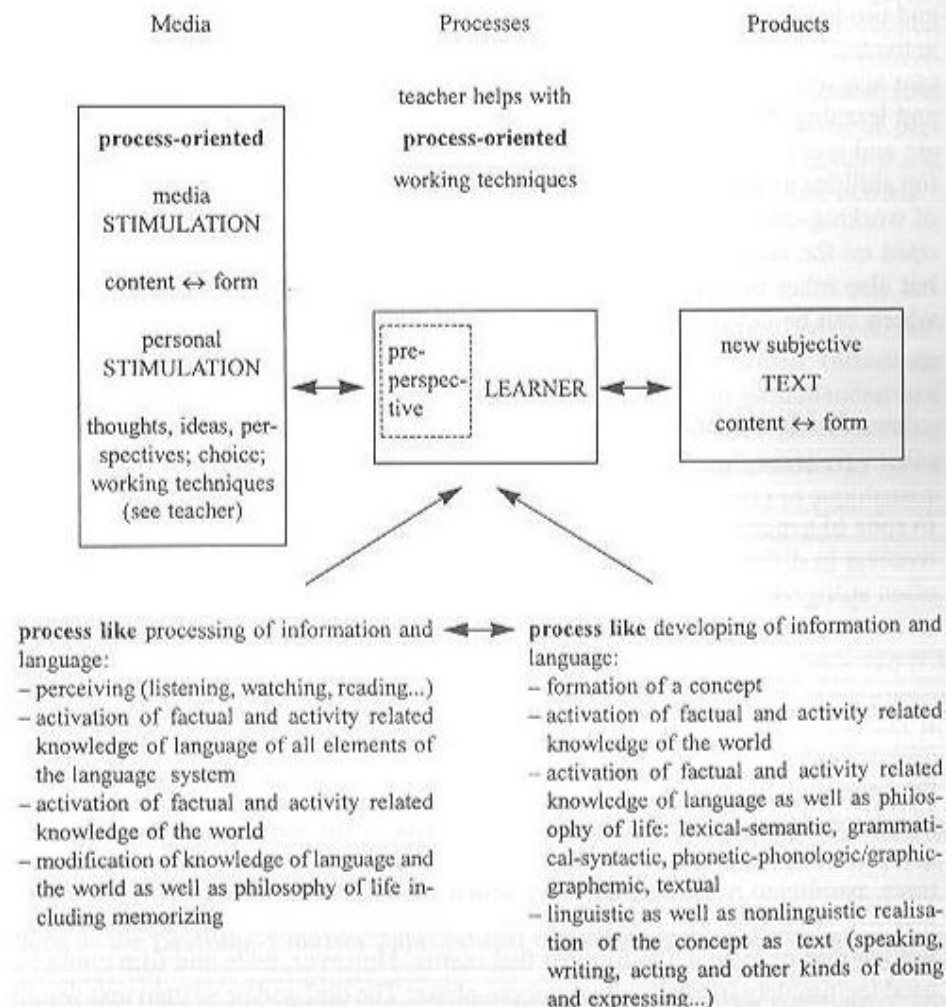 Media Processes Products
teacher helps with
process-oriented
working techniques
process-oriented
media
STIMULATION
content ↔ form
personal
STIMULATION
thoughts, ideas, per-
spectives; choice;
working techniques
(see teacher)
pre-
perspec-
tive
LEARNER
new subjective
TEXT
content ↔ form
process like processing of information and
language:
– perceiving (listening, watching, reading...)
– activation of factual and activity related
knowledge of language of all elements of
the language system
– activation of factual and activity related
knowledge of the world
– modification of knowledge of language and
the world as well as philosophy of life in-
cluding memorizing
process like developing of information and
language:
– formation of a concept
– activation of factual and activity related
knowledge of the world
– activation of factual and activity related
knowledge of language as well as philos-
ophy of life: lexical-semantic, grammati-
cal-syntactic, phonetic-phonologic/graphic-
graphemic, textual
– linguistic as well as nonlinguistic realisa-
tion of the concept as text (speaking,
writing, acting and other kinds of doing
and expressing...)